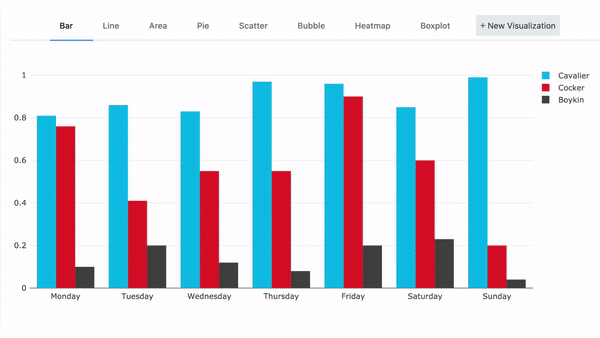 Bar Line Area Pie Scatter Bubble Heatmap Boxplot + New Visualization
Cavalier
Cocker
Boykin
1
0.8
0.6
0.4
0.2
0
Monday Tuesday Wednesday Thursday Friday Saturday Sunday